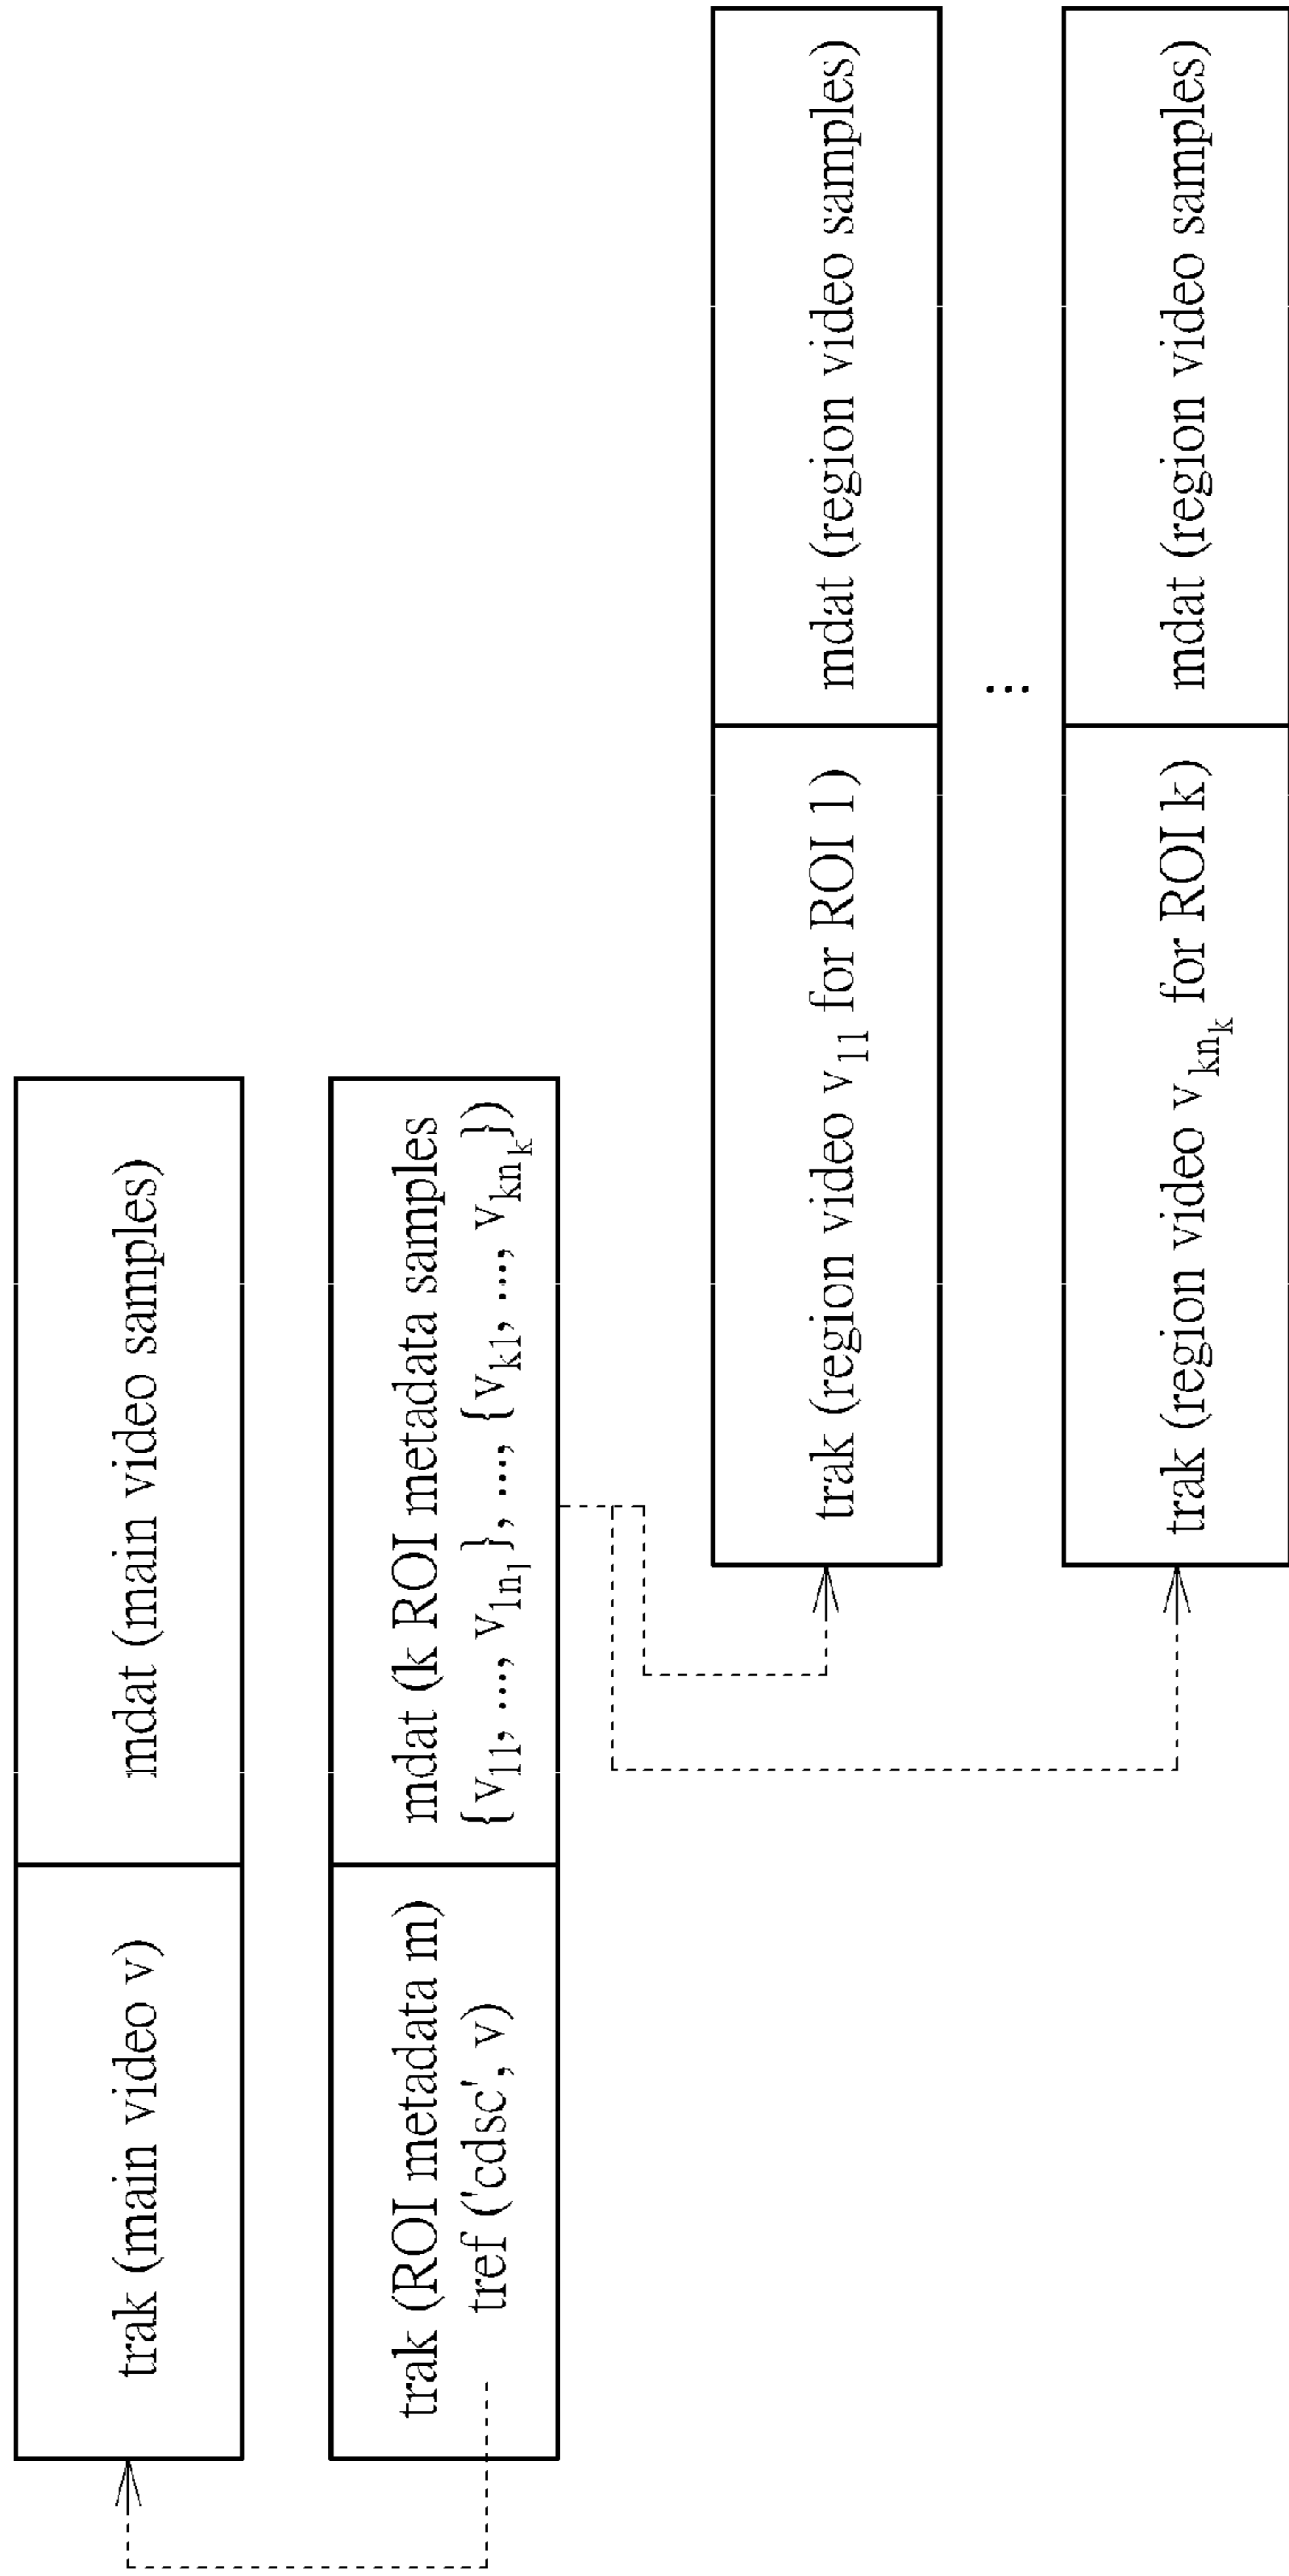 trak (main video v)
mdat (main video samples)
trak (ROI metadata m)
tref ('cdsc', v)
mdat (k ROI metadata samples
{v₁₁, ..., v₁ₙ₁}, ..., {vₖ₁, ..., vₖₙₖ})
trak (region video v₁₁ for ROI 1)
mdat (region video samples)
...
trak (region video vₖₙₖ for ROI k)
mdat (region video samples)